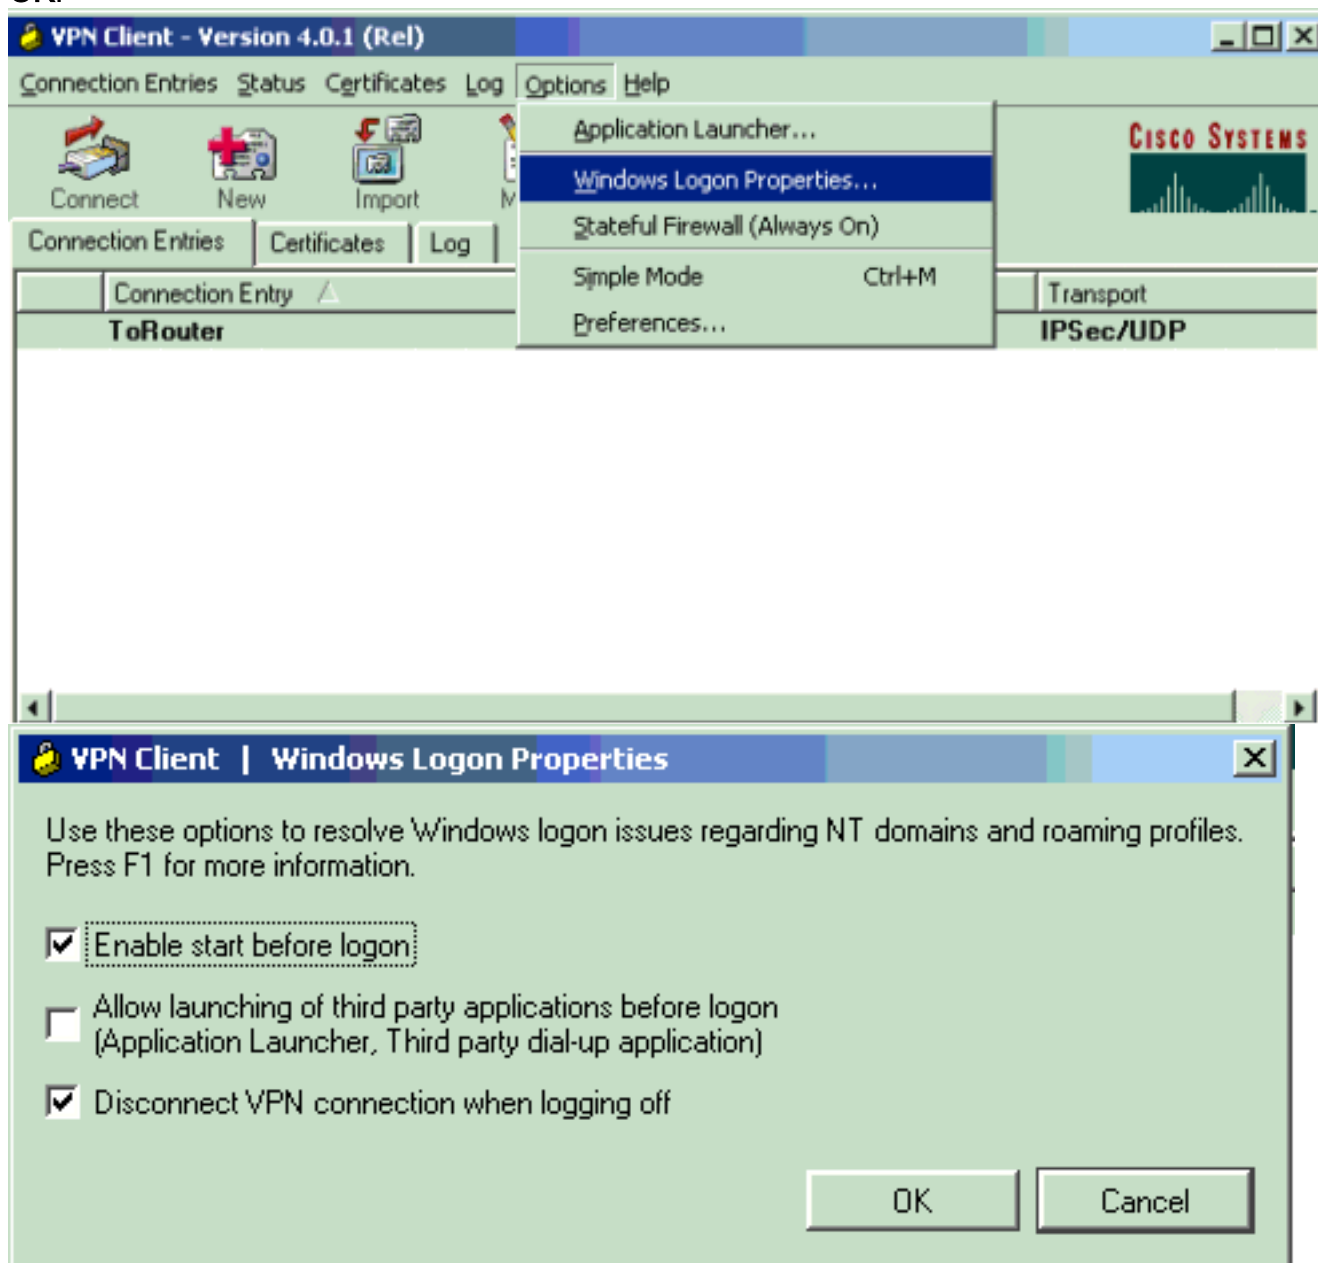 VPN Client - Version 4.0.1 (Rel)
Connection Entries Status Certificates Log Options Help
Application Launcher...
Windows Logon Properties...
Stateful Firewall (Always On)
Simple Mode Ctrl+M
Preferences...
CISCO SYSTEMS
Connect New Import
Connection Entries Certificates Log
Connection Entry Transport
ToRouter IPSec/UDP
VPN Client | Windows Logon Properties
Use these options to resolve Windows logon issues regarding NT domains and roaming profiles.
Press F1 for more information.
Enable start before logon
Allow launching of third party applications before logon
(Application Launcher, Third party dial-up application)
Disconnect VPN connection when logging off
OK Cancel